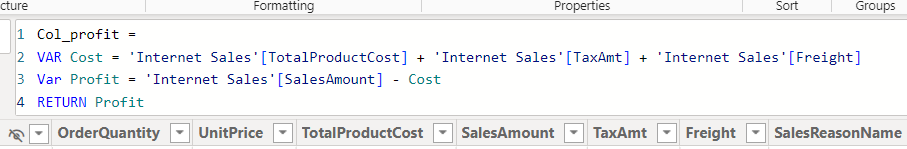 cture Formatting Properties Sort Groups
1 Col_profit =
2 VAR Cost = 'Internet Sales'[TotalProductCost] + 'Internet Sales'[TaxAmt] + 'Internet Sales'[Freight]
3 Var Profit = 'Internet Sales'[SalesAmount] - Cost
4 RETURN Profit
OrderQuantity UnitPrice TotalProductCost SalesAmount TaxAmt Freight SalesReasonName